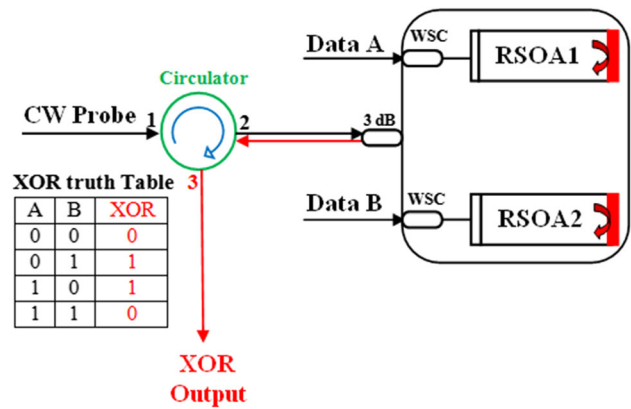 Data A
WSC
RSOA1
Circulator
CW Probe
1
2
3 dB
3
XOR truth Table
A B XOR
0 0 0
0 1 1
1 0 1
1 1 0
Data B
WSC
RSOA2
XOR
Output